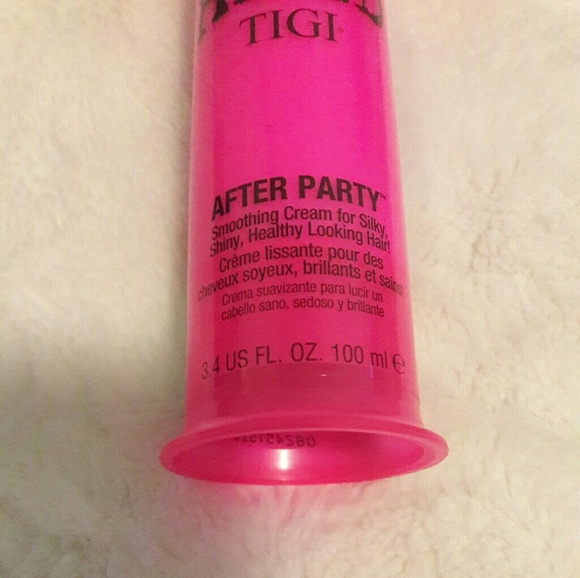 TIGI
AFTER PARTY™
Smoothing Cream for Silky,
Shiny, Healthy Looking Hair!
Crème lissante pour des
cheveux soyeux, brillants et sains
Crema suavizante para lucir un
cabello sano, sedoso y brillante
3.4 US FL. OZ. 100 ml ℮